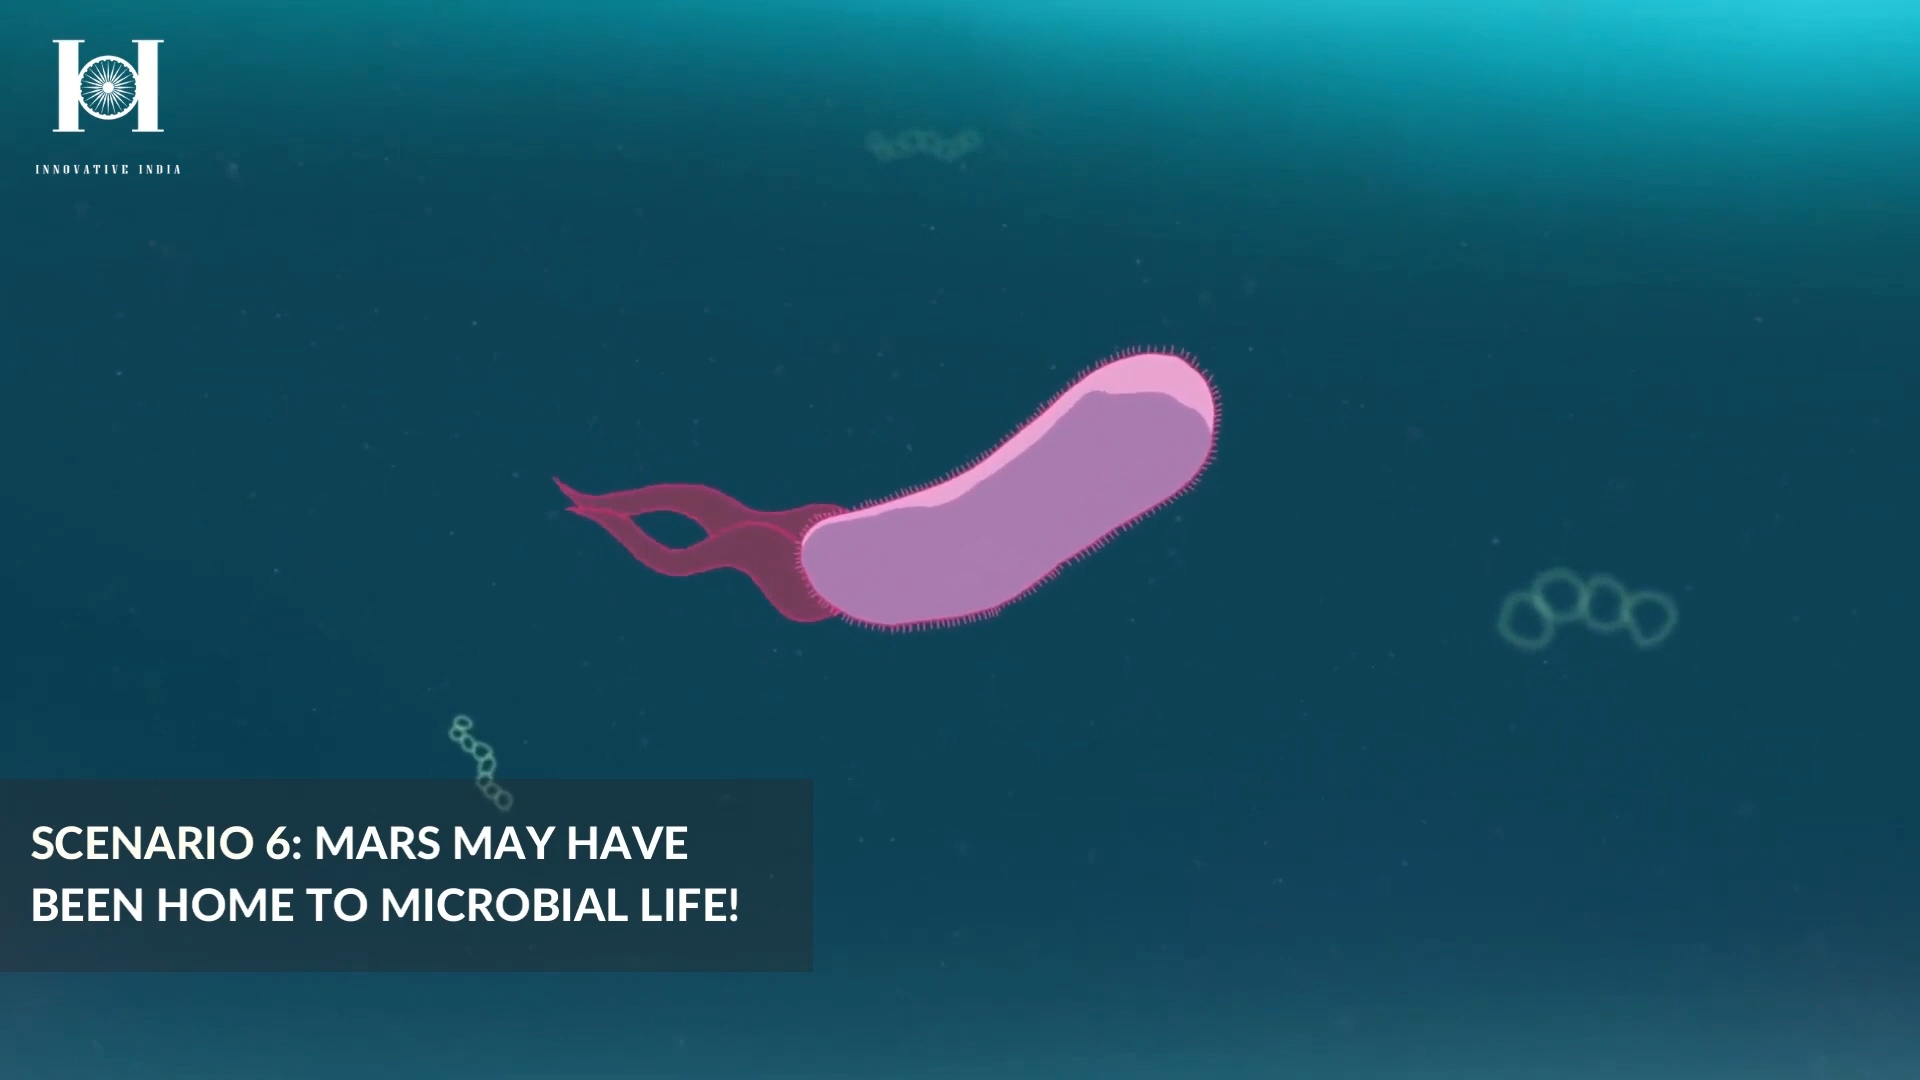 INNOVATIVE INDIA
SCENARIO 6: MARS MAY HAVE
BEEN HOME TO MICROBIAL LIFE!